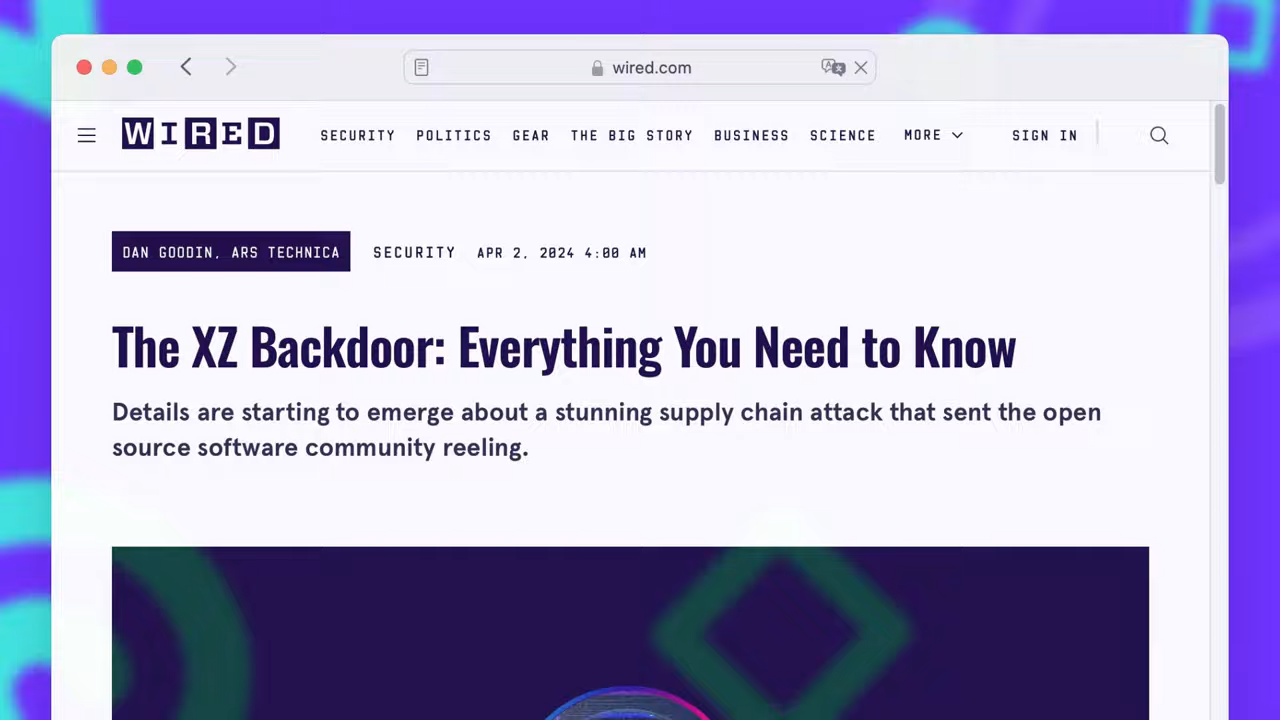 wired.com
WIRED SECURITY POLITICS GEAR THE BIG STORY BUSINESS SCIENCE MORE SIGN IN
DAN GOODIN, ARS TECHNICA SECURITY APR 2, 2024 4:00 AM
The XZ Backdoor: Everything You Need to Know
Details are starting to emerge about a stunning supply chain attack that sent the open
source software community reeling.